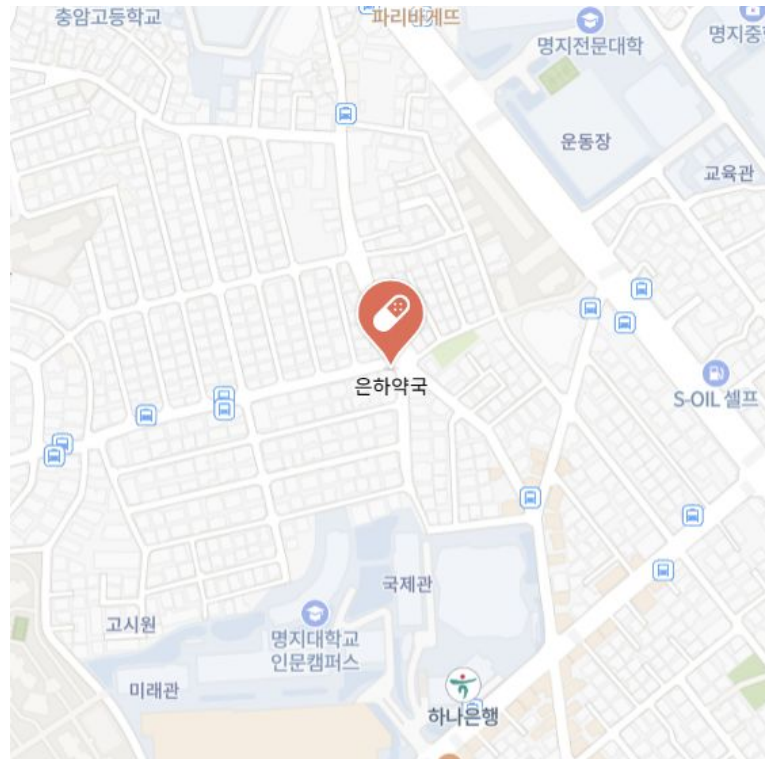 충암고등학교
파리바게뜨
명지전문대학
명지중
운동장
교육관
은하약국
S-OIL 셀프
국제관
고시원
명지대학교
인문캠퍼스
미래관
하나은행